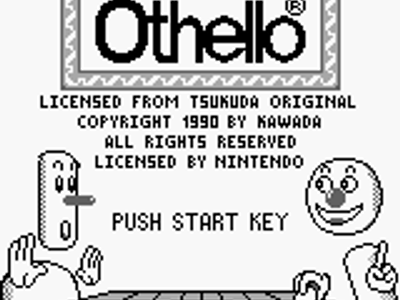 Othello®
LICENSED FROM TSUKUDA ORIGINAL
COPYRIGHT 1990 BY KAWADA
ALL RIGHTS RESERVED
LICENSED BY NINTENDO
PUSH START KEY